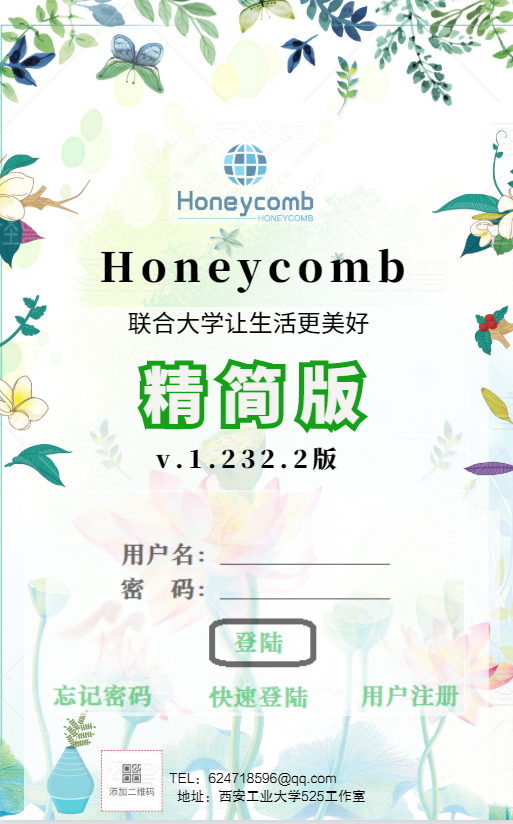 Honeycomb
HONEYCOMB
Honeycomb
联合大学让生活更美好
精简版
v.1.232.2版
用户名：
密 码：
登陆
忘记密码 快速登陆 用户注册
添加二维码
TEL：624718596@qq.com
地址：西安工业大学525工作室